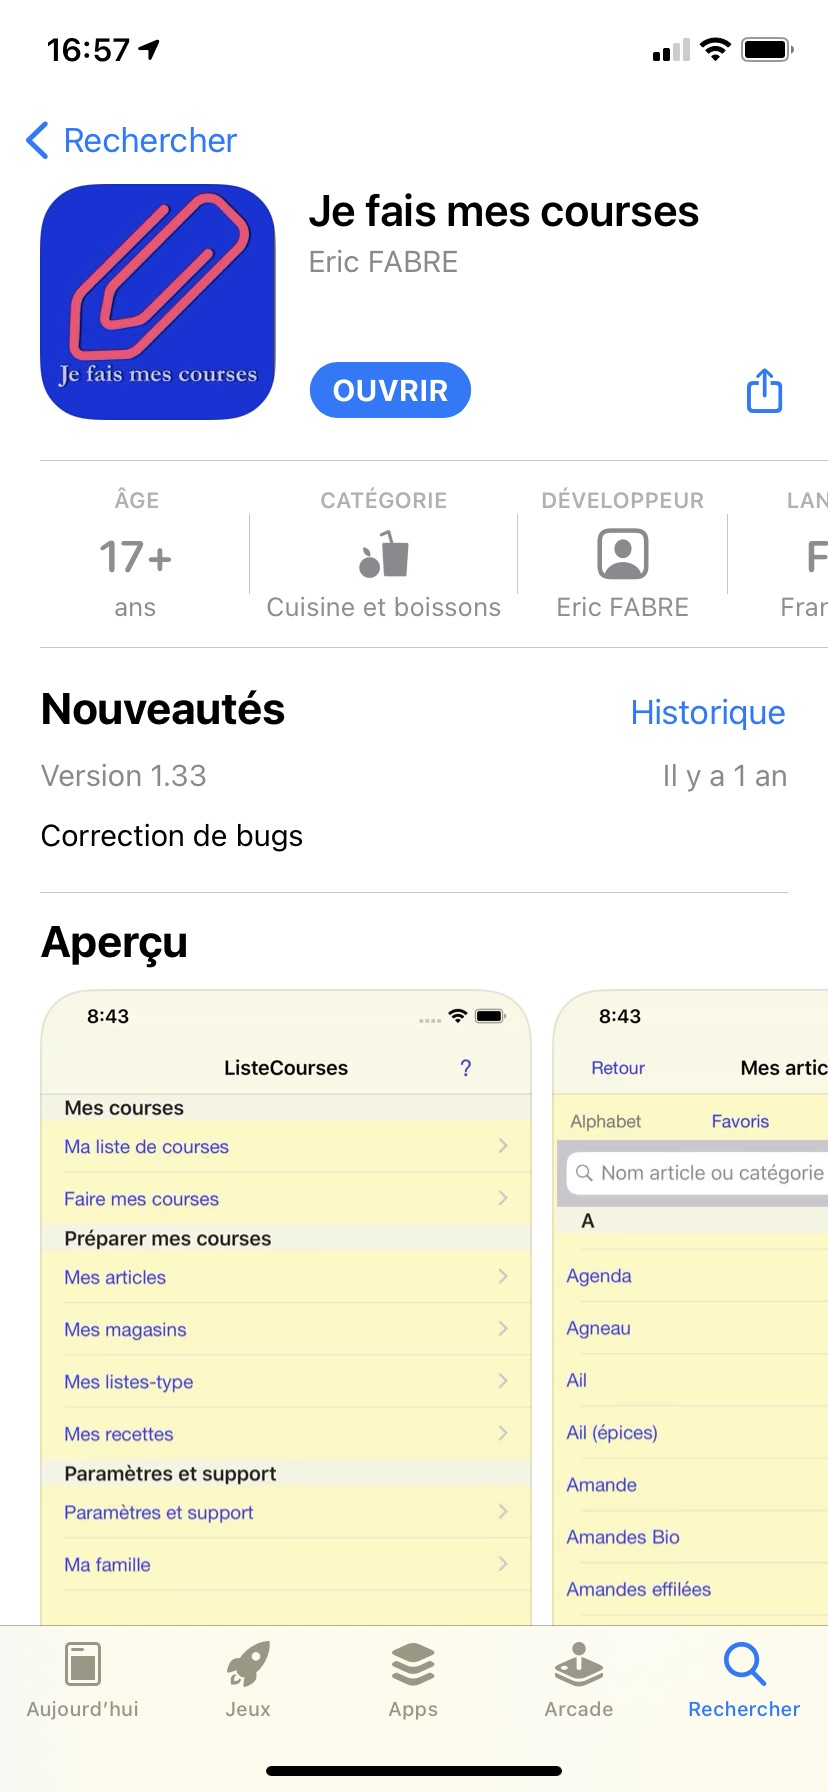 16:57
Rechercher
Je fais mes courses
Je fais mes courses
Eric FABRE
OUVRIR
ÂGE
17+
ans
CATÉGORIE
Cuisine et boissons
DÉVELOPPEUR
Eric FABRE
LAN
F
Fran
Nouveautés
Historique
Version 1.33
Il y a 1 an
Correction de bugs
Aperçu
8:43
ListeCourses
?
Mes courses
Ma liste de courses
Faire mes courses
Préparer mes courses
Mes articles
Mes magasins
Mes listes-type
Mes recettes
Paramètres et support
Paramètres et support
Ma famille
8:43
Retour
Mes artic
Alphabet
Favoris
Nom article ou catégorie
A
Agenda
Agneau
Ail
Ail (épices)
Amande
Amandes Bio
Amandes effilées
Aujourd'hui
Jeux
Apps
Arcade
Rechercher